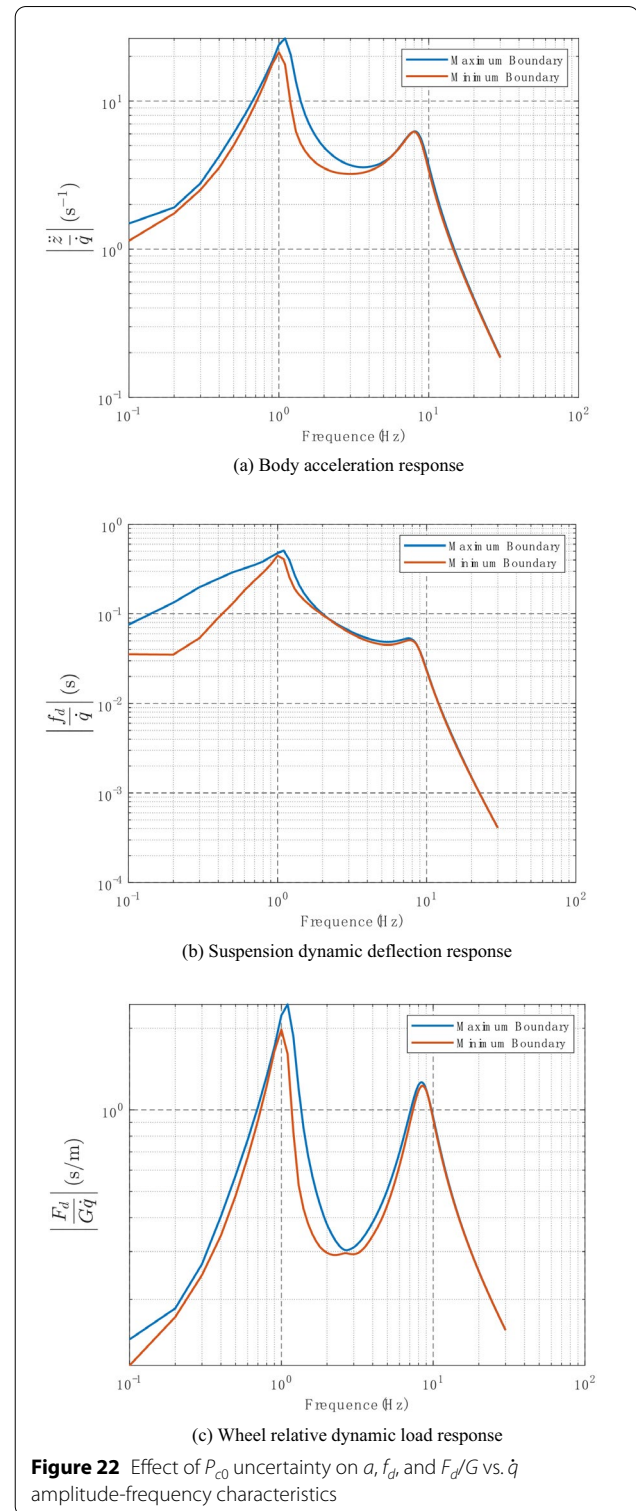 Maximum Boundary
Minimum Boundary
10^1
10^0
10^-1
|z̈/q̇| (s^-1)
10^-1 10^0 10^1 10^2
Frequence (Hz)
(a) Body acceleration response
Maximum Boundary
Minimum Boundary
10^0
10^-1
10^-2
10^-3
10^-4
|f_d/q̇| (s)
10^-1 10^0 10^1 10^2
Frequence (Hz)
(b) Suspension dynamic deflection response
Maximum Boundary
Minimum Boundary
10^0
|F_d/Gq̇| (s/m)
10^-1 10^0 10^1 10^2
Frequence (Hz)
(c) Wheel relative dynamic load response
Figure 22 Effect of P_c0 uncertainty on a, f_d, and F_d/G vs. q̇
amplitude-frequency characteristics